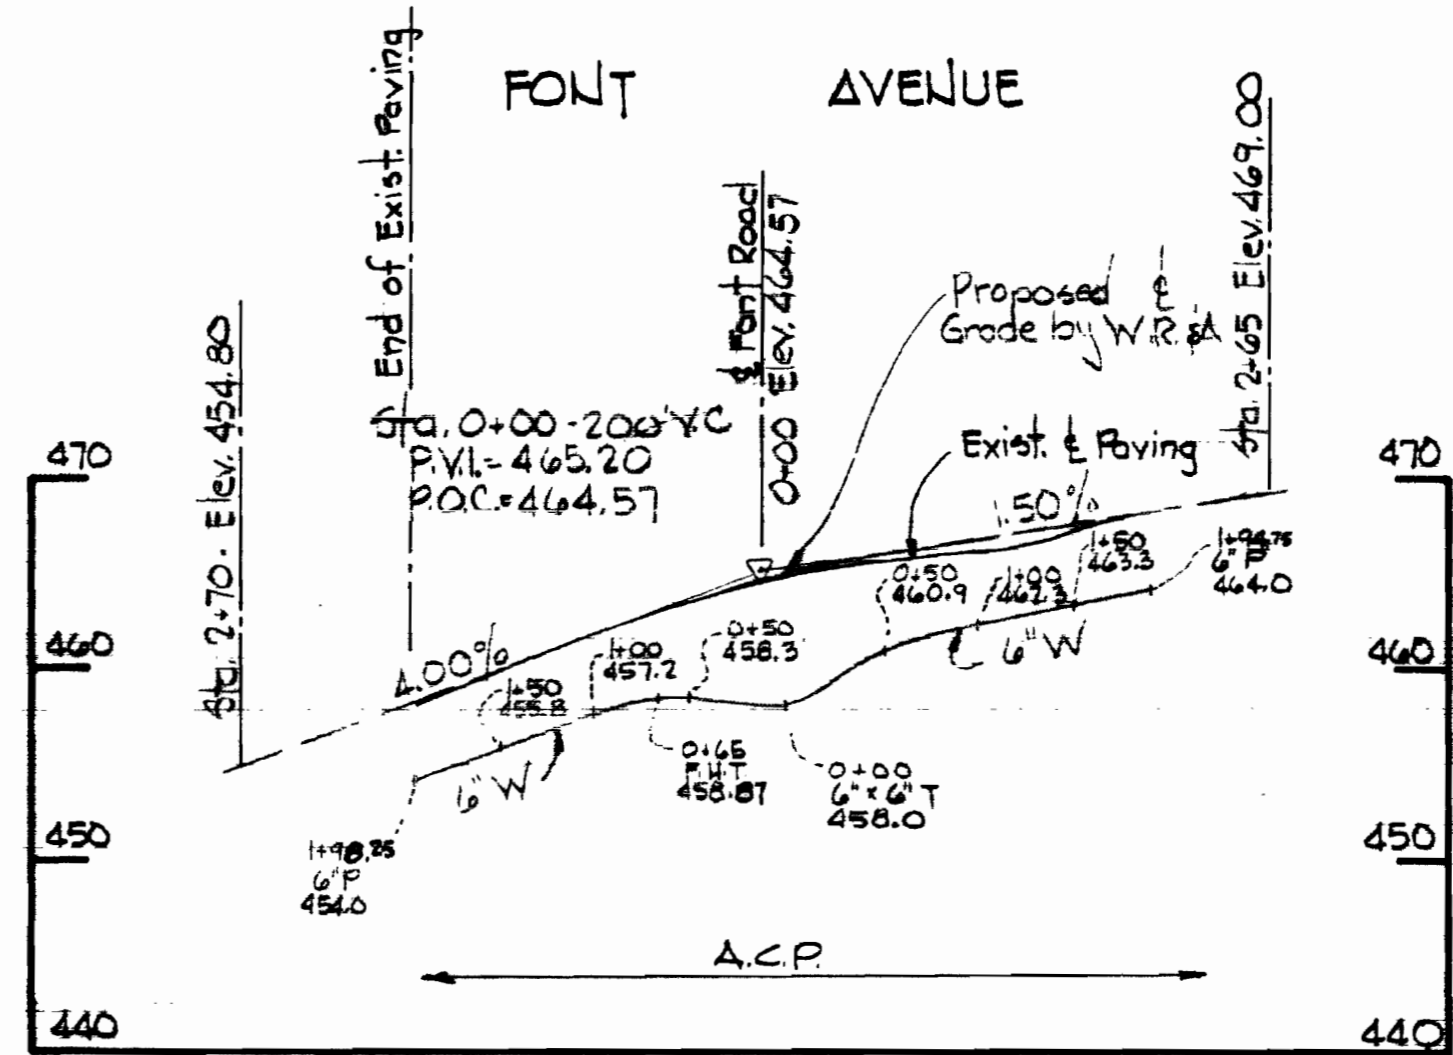 FONT AVENUE
End of Exist. Paving
Sta. 2+70 - Elev. 454.80
℄ Font Road
0+00 Elev. 464.57
Sta. 2+65 Elev. 469.00
Proposed ℄
Grade by W.R.&A
Sta. 0+00 - 200' V.C
P.V.I. = 465.20
P.O.C. = 464.57
Exist. ℄ Paving
470
470
1.50%
4.00%
460
460
0+50
460.9
1+00
462.3
1+50
463.3
1+94.75
6" P
464.0
6" W
0+50
458.3
1+00
457.2
1+50
455.8
6" W
0+65
F.H.T.
458.87
0+00
6" x 6" T
458.0
450
450
1+98.25
6" P
454.0
A.C.P.
440
440